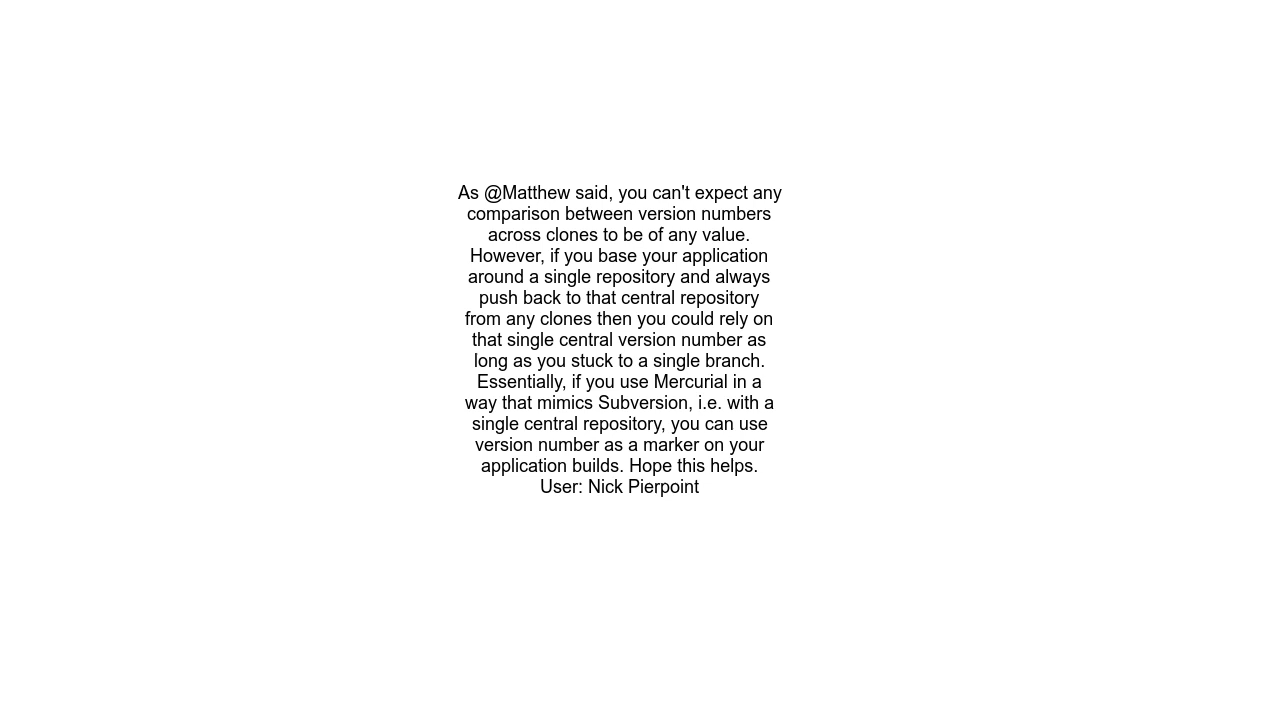 As @Matthew said, you can't expect any
comparison between version numbers
across clones to be of any value.
However, if you base your application
around a single repository and always
push back to that central repository
from any clones then you could rely on
that single central version number as
long as you stuck to a single branch.
Essentially, if you use Mercurial in a
way that mimics Subversion, i.e. with a
single central repository, you can use
version number as a marker on your
application builds. Hope this helps.
User: Nick Pierpoint